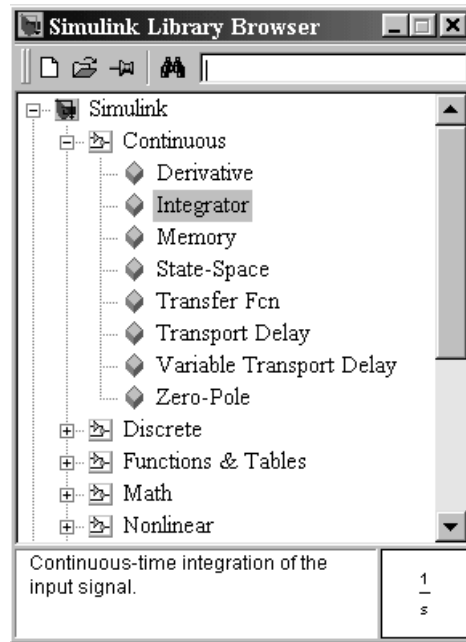 Simulink Library Browser
Simulink
Continuous
Derivative
Integrator
Memory
State-Space
Transfer Fcn
Transport Delay
Variable Transport Delay
Zero-Pole
Discrete
Functions & Tables
Math
Nonlinear
Continuous-time integration of the
input signal.
1
s